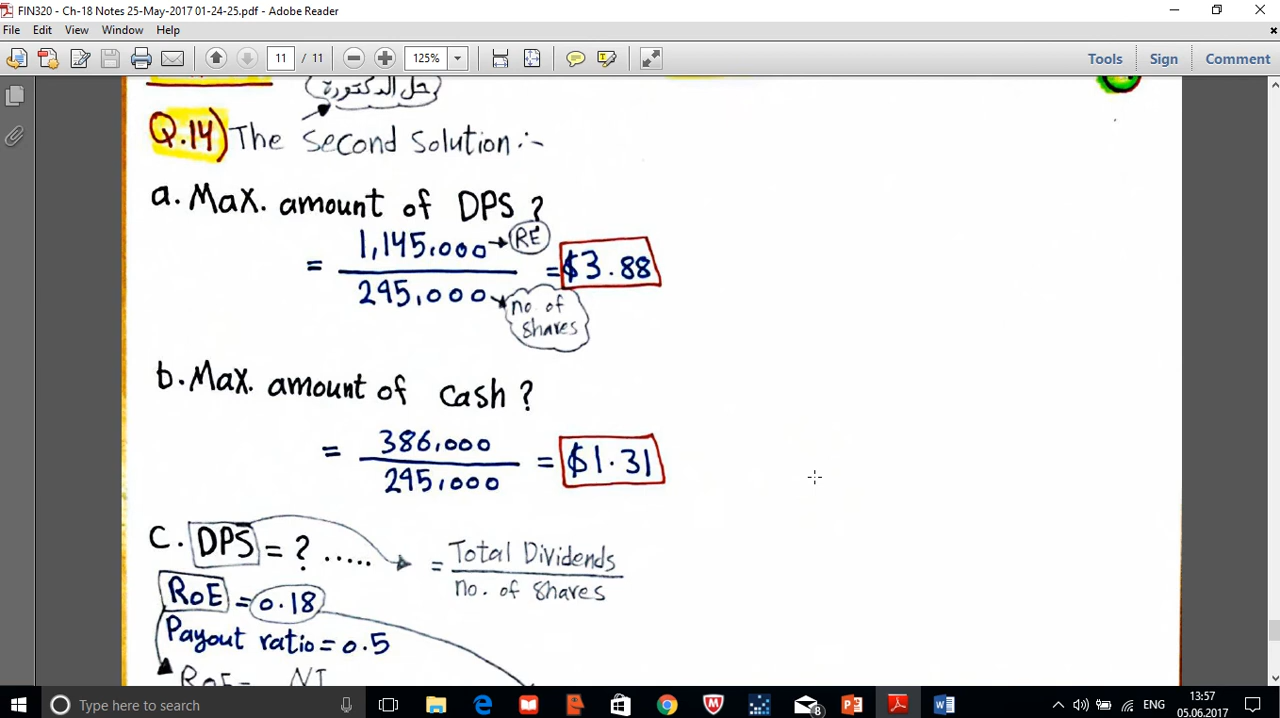 FIN320 - Ch-18 Notes 25-May-2017 01-24-25.pdf - Adobe Reader
File Edit View Window Help
11 / 11 125% Tools Sign Comment
حل الدكتورة
Q.14) The Second Solution :-
a. Max. amount of DPS ?
1,145,000 → RE
= = $3.88
295,000
no. of
shares
b. Max. amount of cash ?
386,000
= = $1.31
295,000
c. DPS = ? .....
= Total Dividends
no. of shares
RoE = 0.18
Payout ratio = 0.5
RoE = NI
Type here to search
8
ENG
13:57
05.06.2017